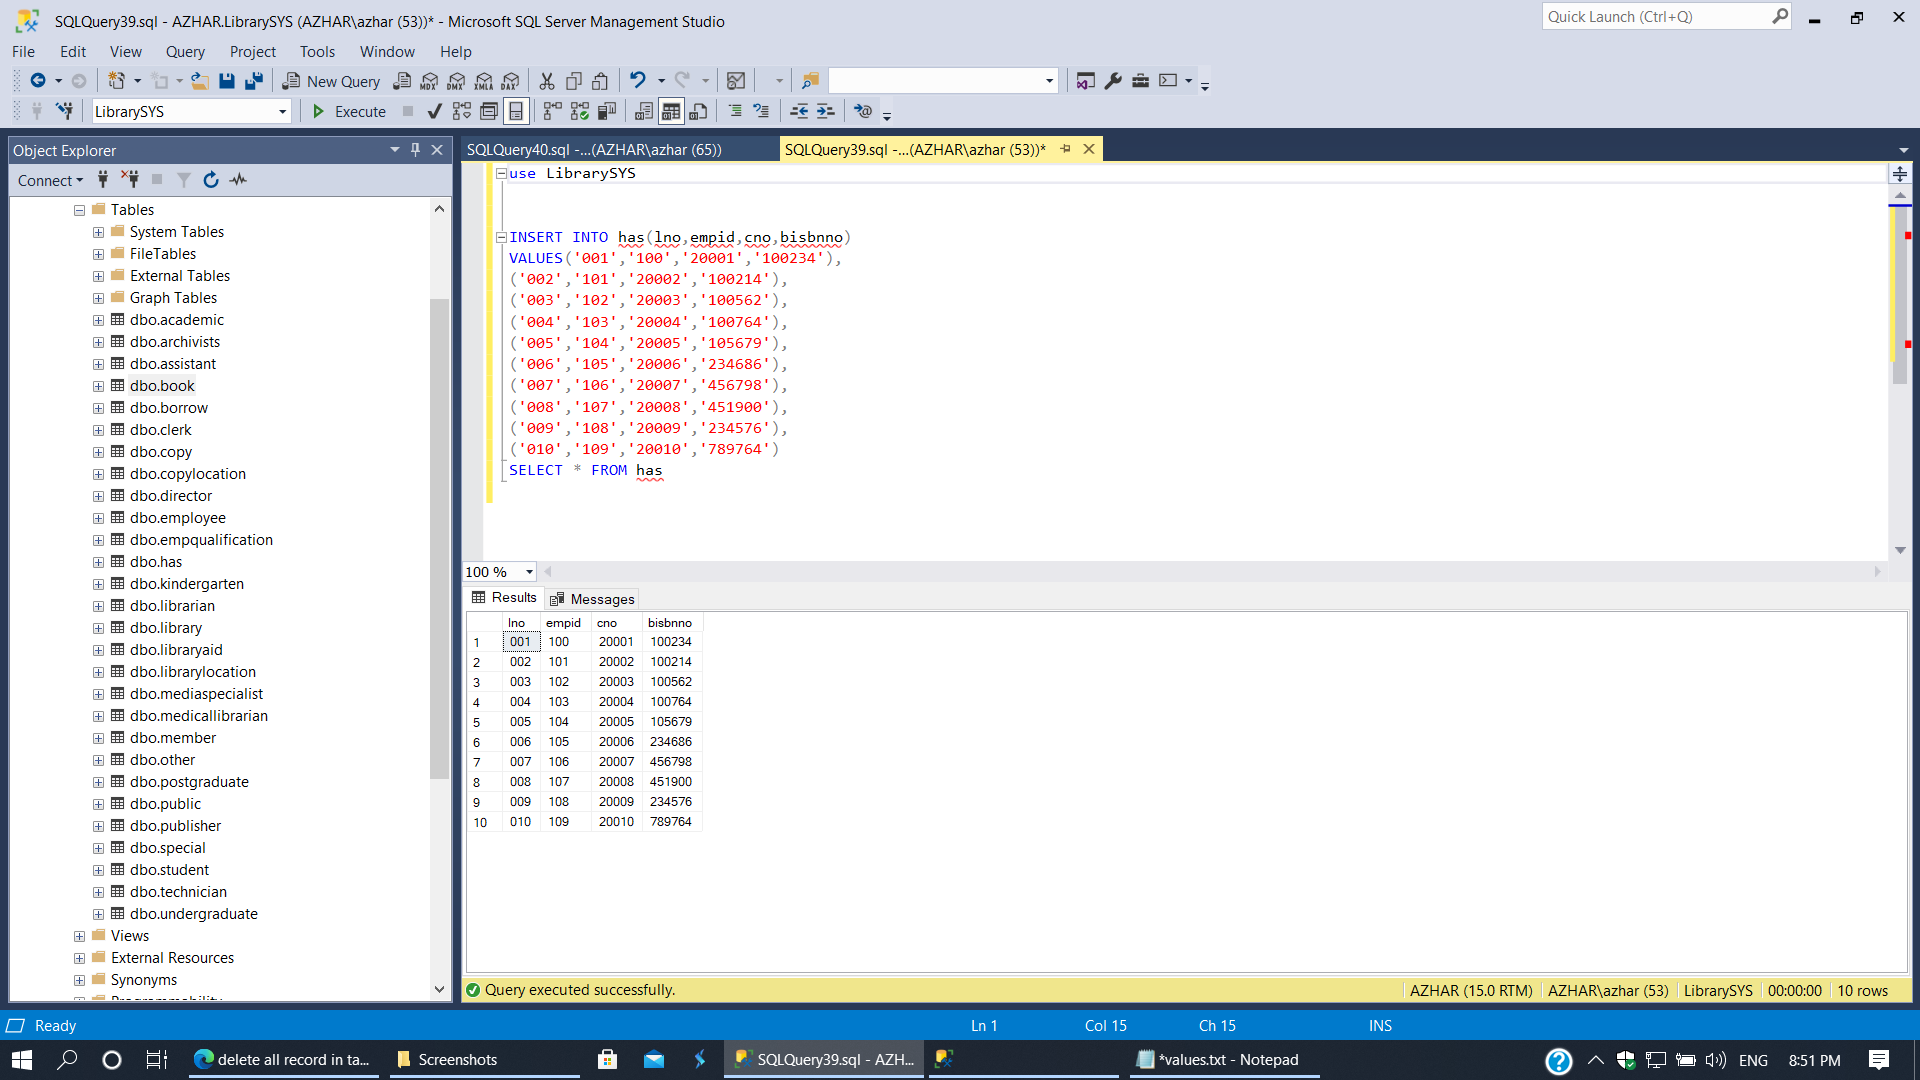 SQLQuery39.sql - AZHAR.LibrarySYS (AZHAR\azhar (53))* - Microsoft SQL Server Management Studio
Quick Launch (Ctrl+Q)
File Edit View Query Project Tools Window Help
New Query MDX DMX XMLA DAX
LibrarySYS Execute
Object Explorer
Connect
Tables
System Tables
FileTables
External Tables
Graph Tables
dbo.academic
dbo.archivists
dbo.assistant
dbo.book
dbo.borrow
dbo.clerk
dbo.copy
dbo.copylocation
dbo.director
dbo.employee
dbo.empqualification
dbo.has
dbo.kindergarten
dbo.librarian
dbo.library
dbo.libraryaid
dbo.librarylocation
dbo.mediaspecialist
dbo.medicallibrarian
dbo.member
dbo.other
dbo.postgraduate
dbo.public
dbo.publisher
dbo.special
dbo.student
dbo.technician
dbo.undergraduate
Views
External Resources
Synonyms
Programmability
SQLQuery40.sql -...(AZHAR\azhar (65)) SQLQuery39.sql -...(AZHAR\azhar (53))*
use LibrarySYS
INSERT INTO has(lno,empid,cno,bisbnno)
VALUES('001','100','20001','100234'),
('002','101','20002','100214'),
('003','102','20003','100562'),
('004','103','20004','100764'),
('005','104','20005','105679'),
('006','105','20006','234686'),
('007','106','20007','456798'),
('008','107','20008','451900'),
('009','108','20009','234576'),
('010','109','20010','789764')
SELECT * FROM has
100 %
Results Messages
lno empid cno bisbnno
1 001 100 20001 100234
2 002 101 20002 100214
3 003 102 20003 100562
4 004 103 20004 100764
5 005 104 20005 105679
6 006 105 20006 234686
7 007 106 20007 456798
8 008 107 20008 451900
9 009 108 20009 234576
10 010 109 20010 789764
Query executed successfully. AZHAR (15.0 RTM) AZHAR\azhar (53) LibrarySYS 00:00:00 10 rows
Ready Ln 1 Col 15 Ch 15 INS
delete all record in ta... Screenshots SQLQuery39.sql - AZH... *values.txt - Notepad ENG 8:51 PM